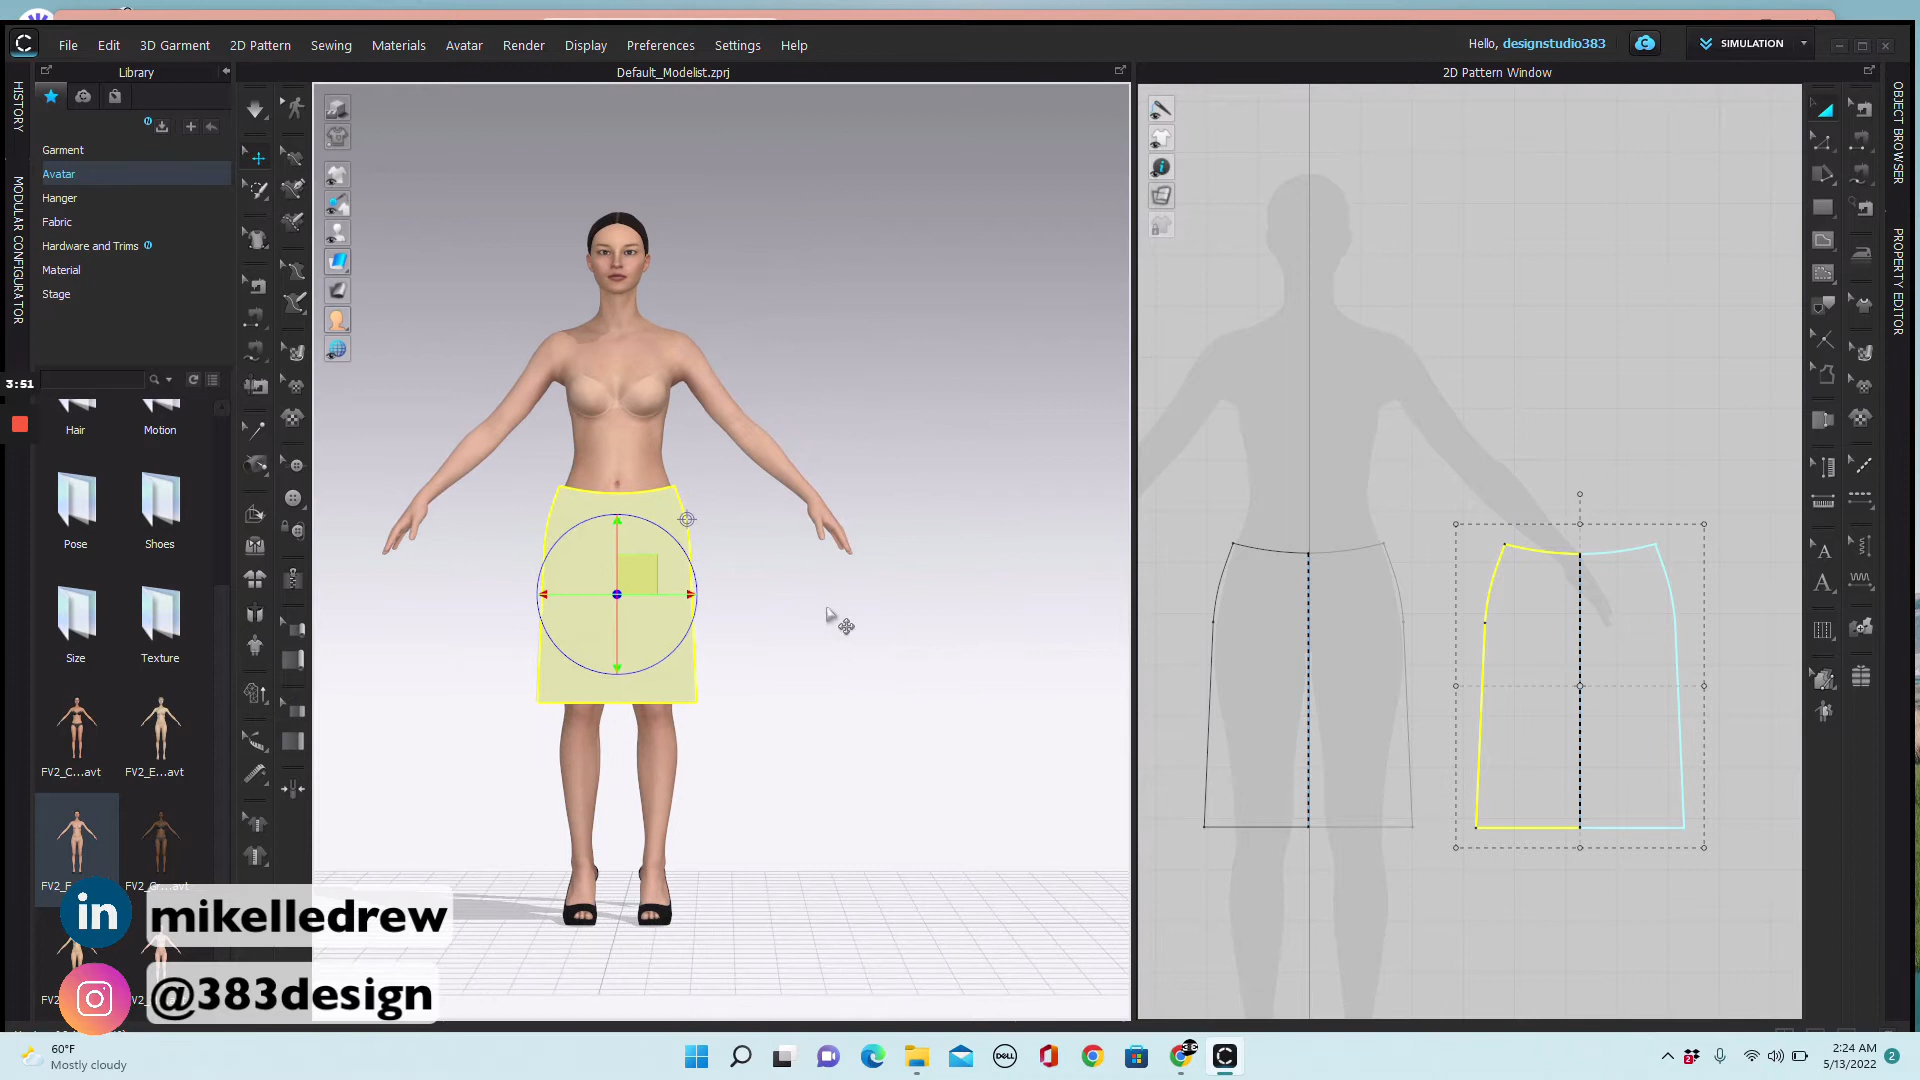 File Edit 3D Garment 2D Pattern Sewing Materials Avatar Render Display Preferences Settings Help
Hello, designstudio383
SIMULATION
Library
Default_Modelist.zprj
2D Pattern Window
HISTORY
MODULAR CONFIGURATOR
OBJECT BROWSER
PROPERTY EDITOR
Garment
Avatar
Hanger
Fabric
Hardware and Trims
Material
Stage
3:51
Hair Motion
Pose Shoes
Size Texture
FV2_C...avt FV2_E...avt
in mikelledrew
@383design
60°F
Mostly cloudy
DELL
2:24 AM
5/13/2022
2